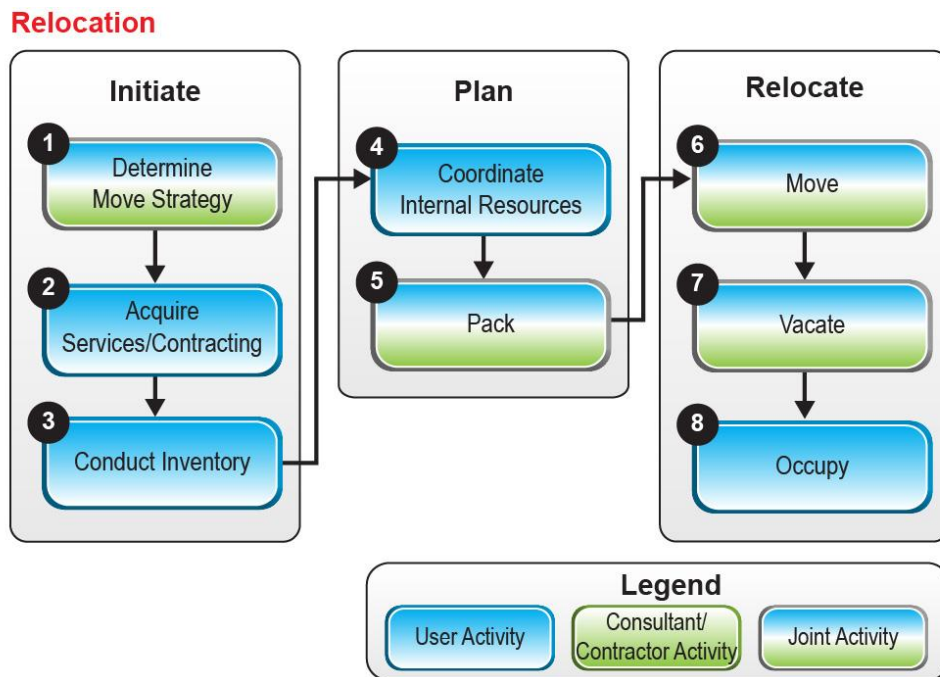 Relocation
Initiate
1
Determine
Move Strategy
2
Acquire
Services/Contracting
3
Conduct Inventory
Plan
4
Coordinate
Internal Resources
5
Pack
Relocate
6
Move
7
Vacate
8
Occupy
Legend
User Activity
Consultant/
Contractor Activity
Joint Activity